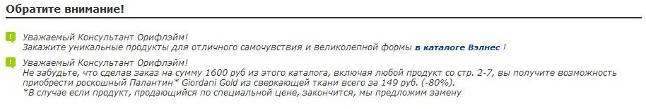 Обратите внимание!
Уважаемый Консультант Орифлэйм!
Закажите уникальные продукты для отличного самочувствия и великолепной формы в каталоге Вэлнес !
Уважаемый Консультант Орифлэйм!
Не забудьте, что сделав заказ на сумму 1600 руб из этого каталога, включая любой продукт со стр. 2-7, вы получите возможность
приобрести роскошный Палантин* Giordani Gold из сверкающей ткани всего за 149 руб. (-80%).
*В случае если продукт, продающийся по специальной цене, закончится, мы предложим замену